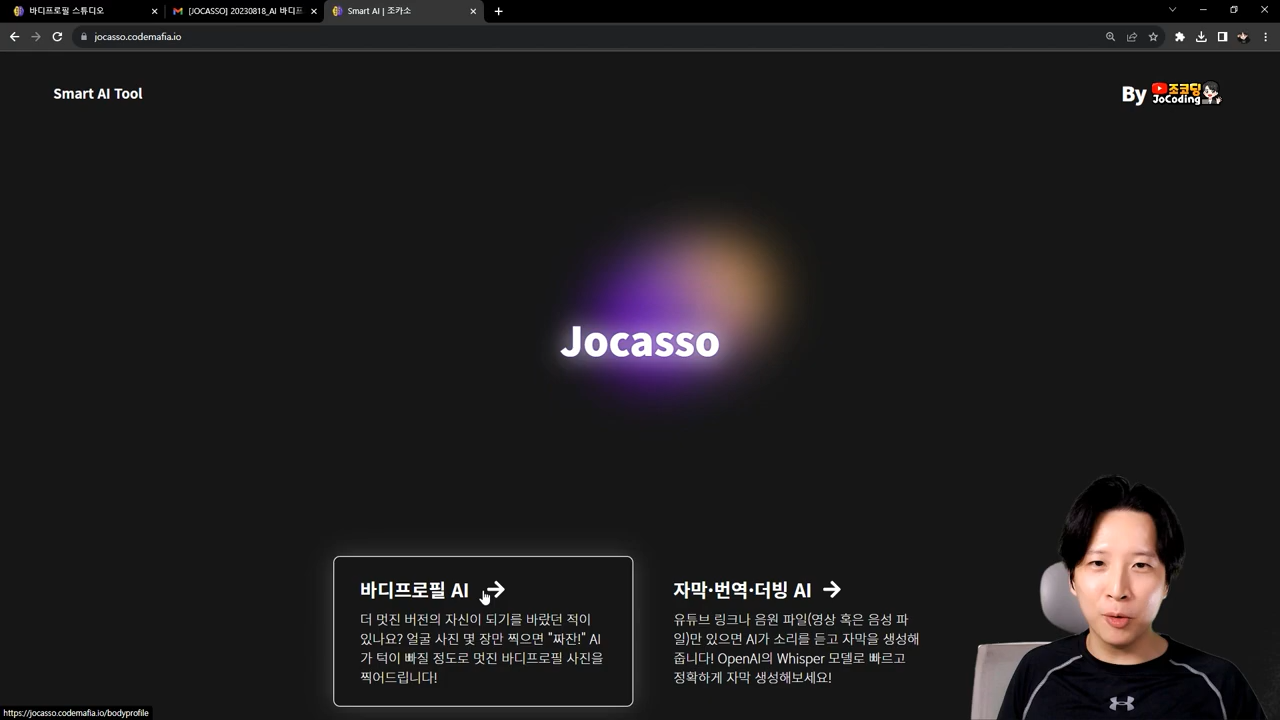 바디프로필 스튜디오
[JOCASSO] 20230818_AI 바디프
Smart AI | 조카소
jocasso.codemafia.io
Smart AI Tool
By 조코딩 JoCoding
Jocasso
바디프로필 AI
더 멋진 버전의 자신이 되기를 바랐던 적이
있나요? 얼굴 사진 몇 장만 찍으면 "짜잔!" AI
가 턱이 빠질 정도로 멋진 바디프로필 사진을
찍어드립니다!
자막·번역·더빙 AI
유튜브 링크나 음원 파일(영상 혹은 음성 파
일)만 있으면 AI가 소리를 듣고 자막을 생성해
줍니다! OpenAI의 Whisper 모델로 빠르고
정확하게 자막 생성해보세요!
https://jocasso.codemafia.io/bodyprofile